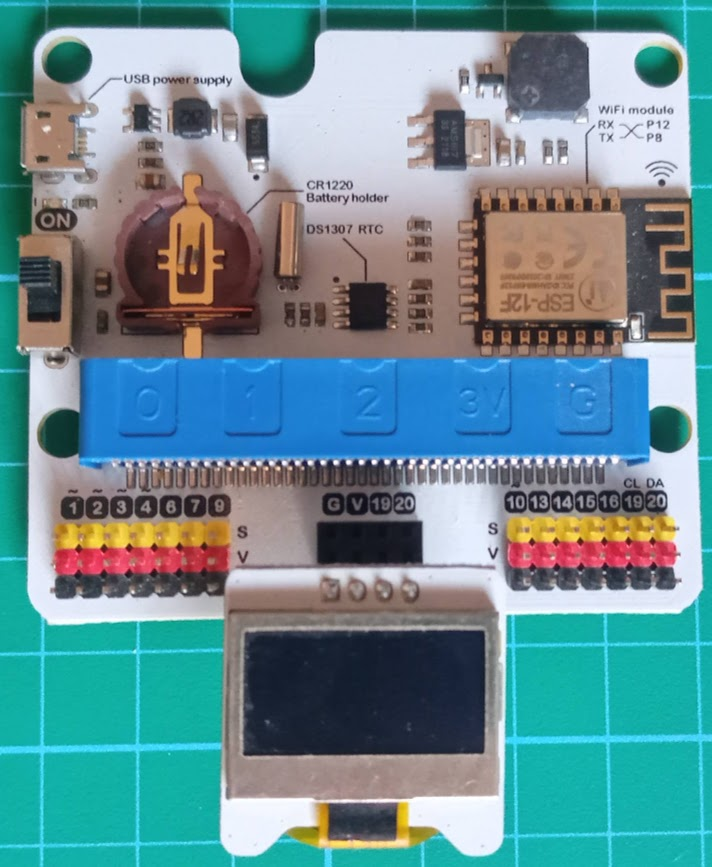 USB power supply
WiFi module
RX P12
TX P8
ON
CR1220
Battery holder
DS1307 RTC
ESP-12F
0 1 2 3V G
~ ~ ~ ~
1 2 3 4 6 7 9
G V 19 20
CL DA
~
10 13 14 15 16 19 20
S
V
S
V